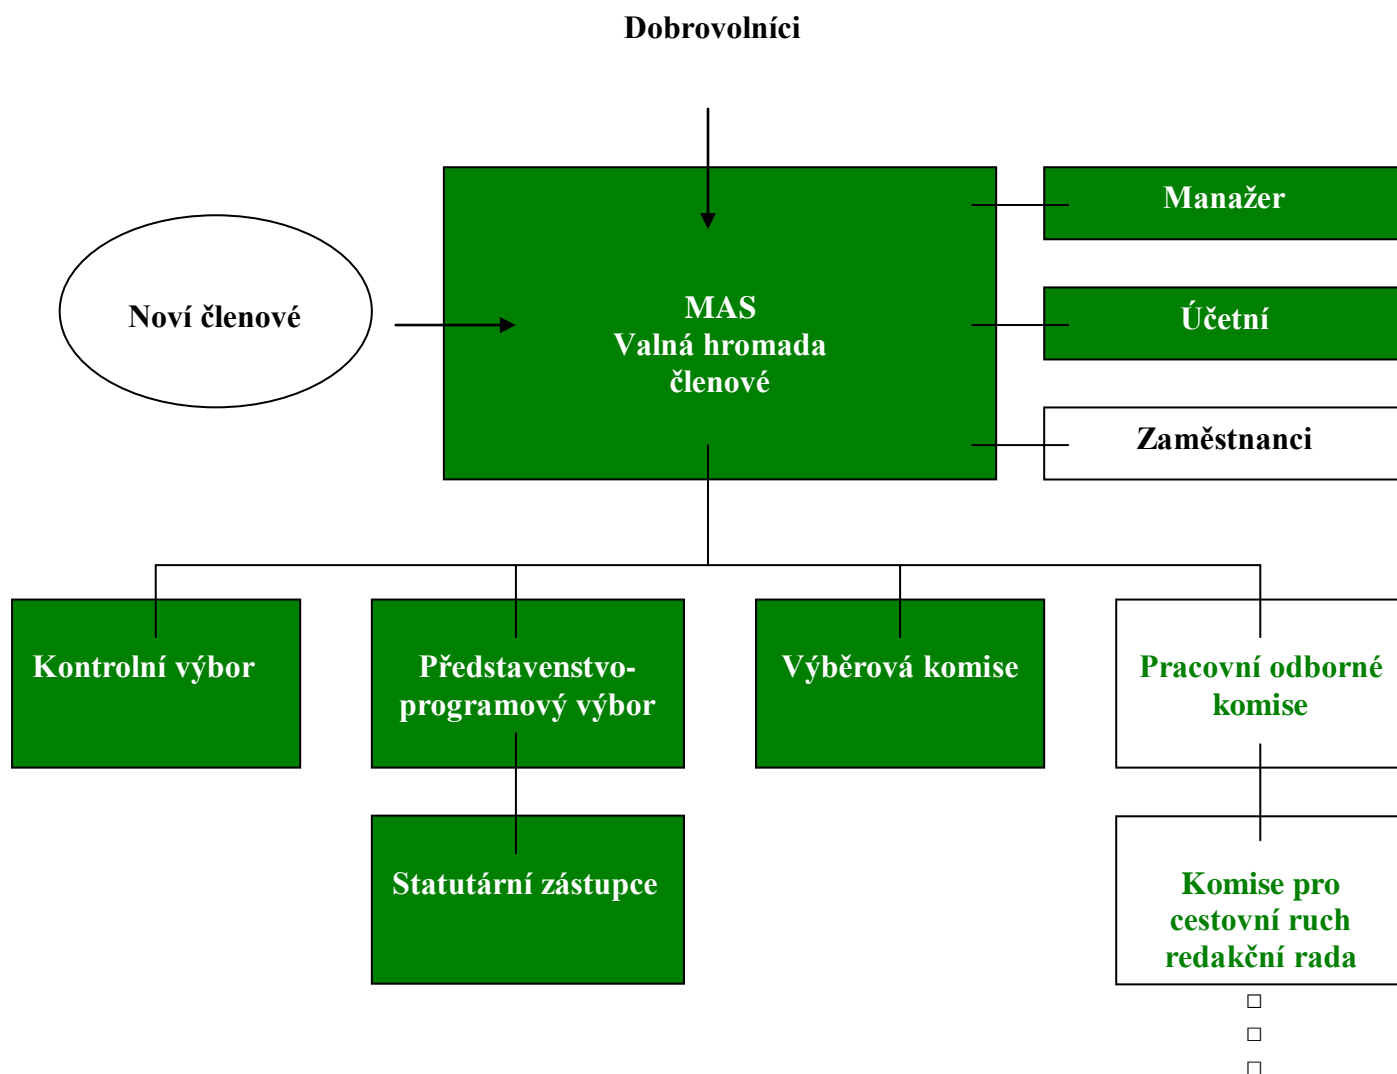 Dobrovolníci
Manažer
Noví členové
MAS
Valná hromada
členové
Účetní
Zaměstnanci
Kontrolní výbor
Představenstvo-
programový výbor
Výběrová komise
Pracovní odborné
komise
Statutární zástupce
Komise pro
cestovní ruch
redakční rada